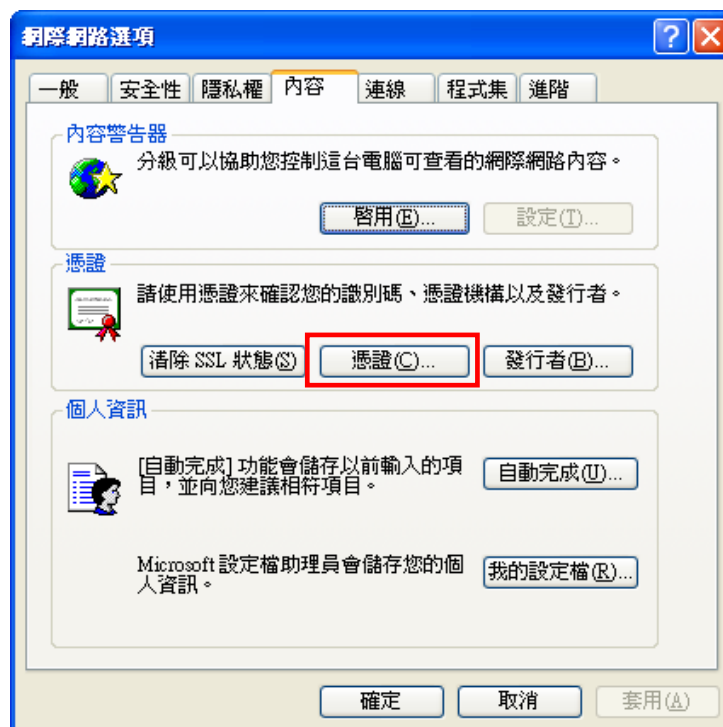 網際網路選項
一般 安全性 隱私權 內容 連線 程式集 進階
內容警告器
分級可以協助您控制這台電腦可查看的網際網路內容。
啓用(E)... 設定(T)...
憑證
請使用憑證來確認您的識別碼、憑證機構以及發行者。
清除 SSL 狀態(S) 憑證(C)... 發行者(B)...
個人資訊
[自動完成] 功能會儲存以前輸入的項
目，並向您建議相符項目。
自動完成(U)...
Microsoft 設定檔助理員會儲存您的個
人資訊。
我的設定檔(R)...
確定 取消 套用(A)